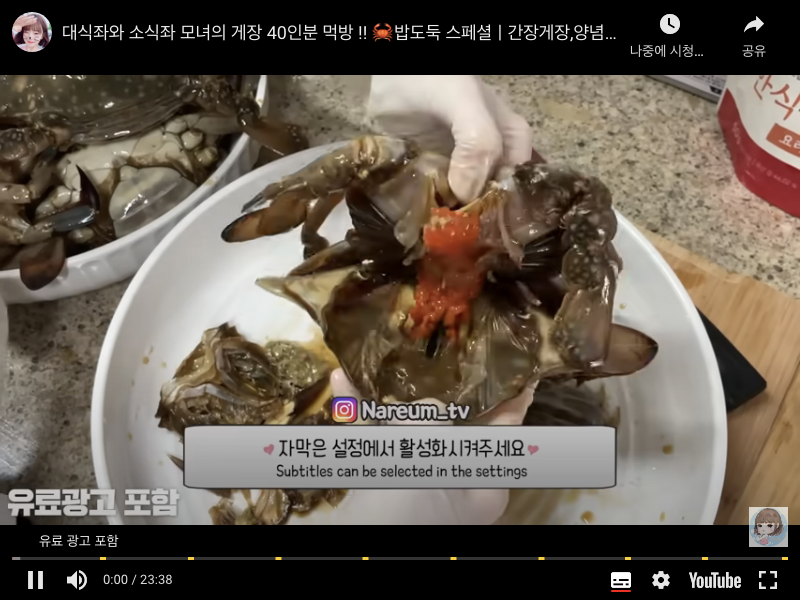 대식좌와 소식좌 모녀의 게장 40인분 먹방 !! 🦀밥도둑 스페셜ㅣ간장게장,양념...
나중에 시청...
공유
Nareum_tv
자막은 설정에서 활성화시켜주세요
Subtitles can be selected in the settings
유료광고 포함
유료 광고 포함
0:00 / 23:38
YouTube